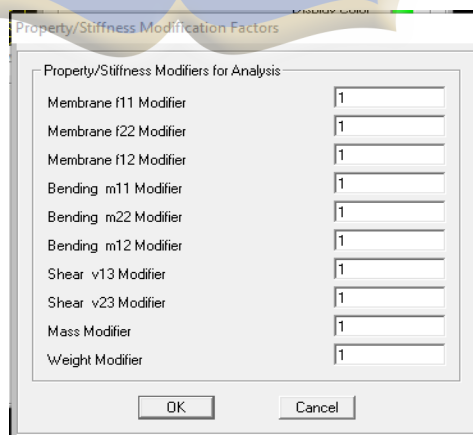 Display Color
Property/Stiffness Modification Factors
Property/Stiffness Modifiers for Analysis
Membrane f11 Modifier 1
Membrane f22 Modifier 1
Membrane f12 Modifier 1
Bending m11 Modifier 1
Bending m22 Modifier 1
Bending m12 Modifier 1
Shear v13 Modifier 1
Shear v23 Modifier 1
Mass Modifier 1
Weight Modifier 1
OK Cancel